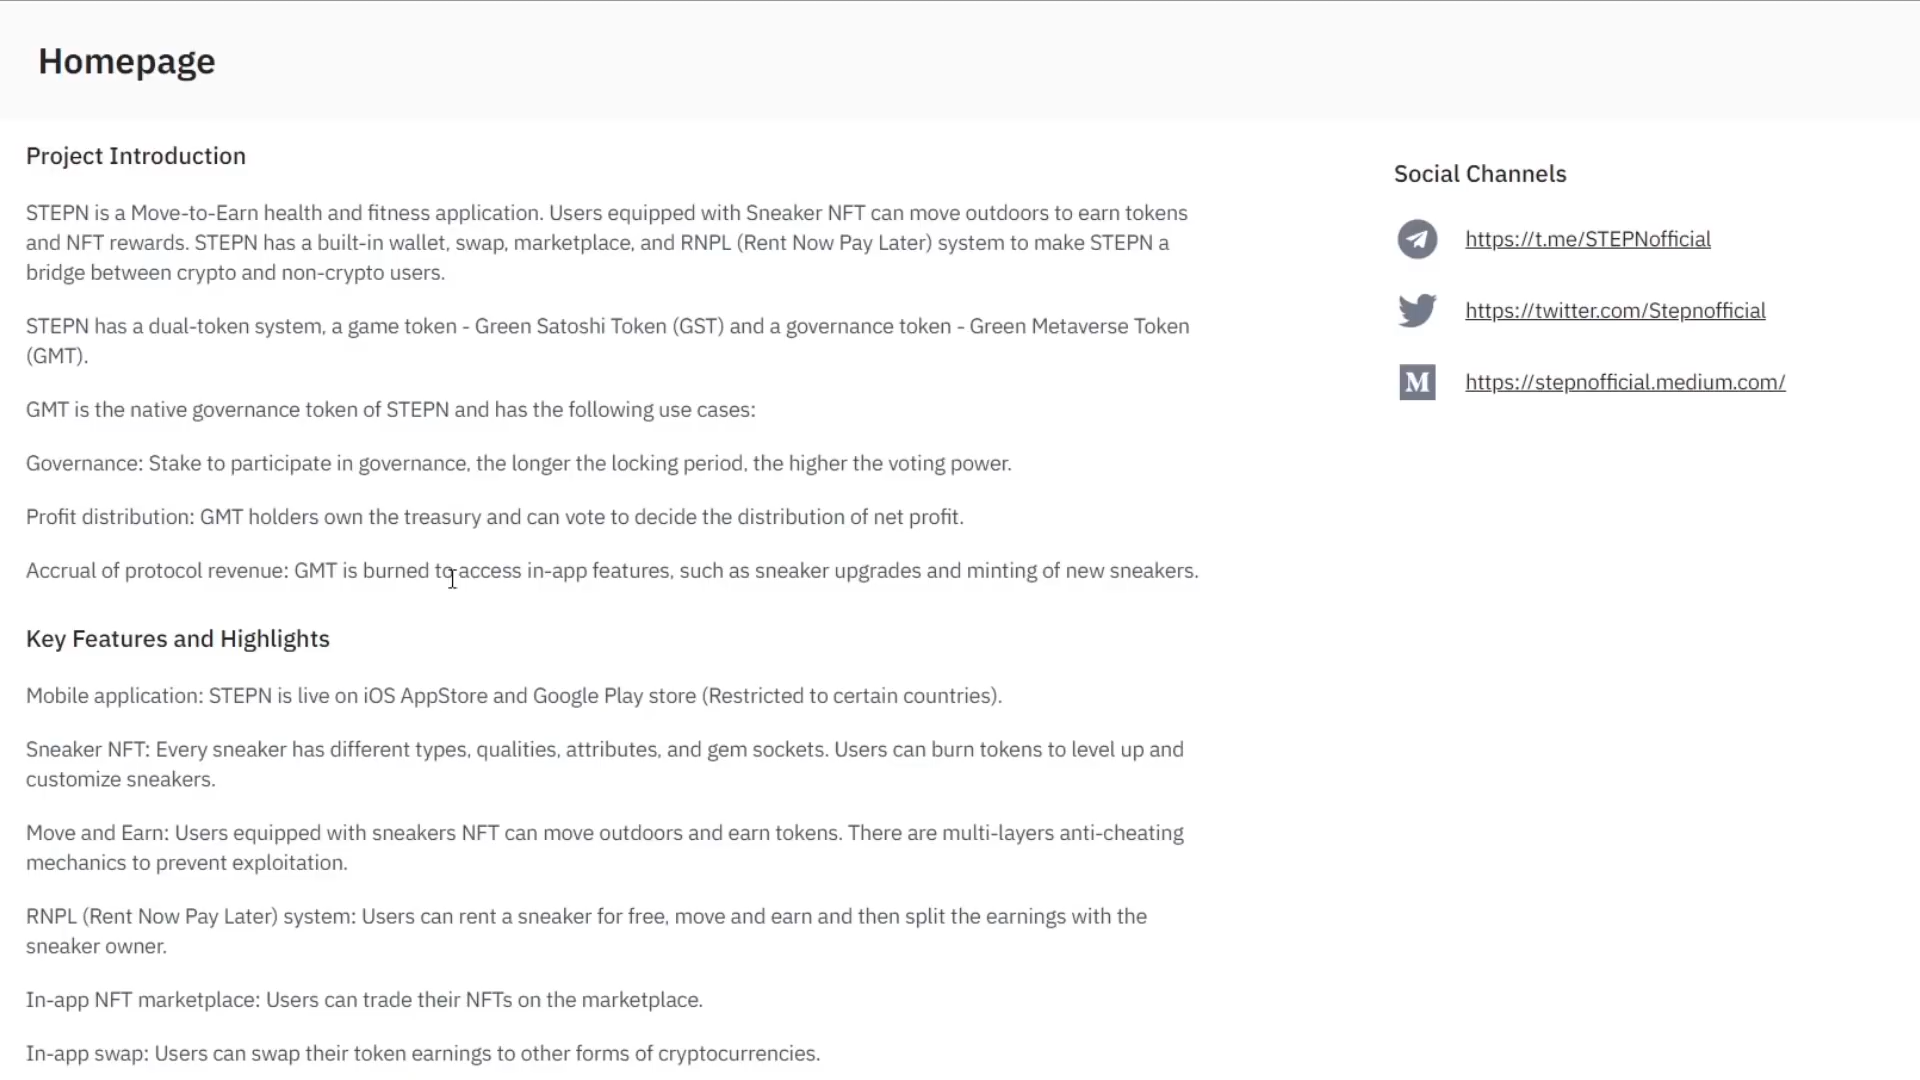 Homepage
Project Introduction
STEPN is a Move-to-Earn health and fitness application. Users equipped with Sneaker NFT can move outdoors to earn tokens
and NFT rewards. STEPN has a built-in wallet, swap, marketplace, and RNPL (Rent Now Pay Later) system to make STEPN a
bridge between crypto and non-crypto users.
STEPN has a dual-token system, a game token - Green Satoshi Token (GST) and a governance token - Green Metaverse Token
(GMT).
GMT is the native governance token of STEPN and has the following use cases:
Governance: Stake to participate in governance, the longer the locking period, the higher the voting power.
Profit distribution: GMT holders own the treasury and can vote to decide the distribution of net profit.
Accrual of protocol revenue: GMT is burned to access in-app features, such as sneaker upgrades and minting of new sneakers.
Key Features and Highlights
Mobile application: STEPN is live on iOS AppStore and Google Play store (Restricted to certain countries).
Sneaker NFT: Every sneaker has different types, qualities, attributes, and gem sockets. Users can burn tokens to level up and
customize sneakers.
Move and Earn: Users equipped with sneakers NFT can move outdoors and earn tokens. There are multi-layers anti-cheating
mechanics to prevent exploitation.
RNPL (Rent Now Pay Later) system: Users can rent a sneaker for free, move and earn and then split the earnings with the
sneaker owner.
In-app NFT marketplace: Users can trade their NFTs on the marketplace.
In-app swap: Users can swap their token earnings to other forms of cryptocurrencies.
Social Channels
https://t.me/STEPNofficial
https://twitter.com/Stepnofficial
M https://stepnofficial.medium.com/